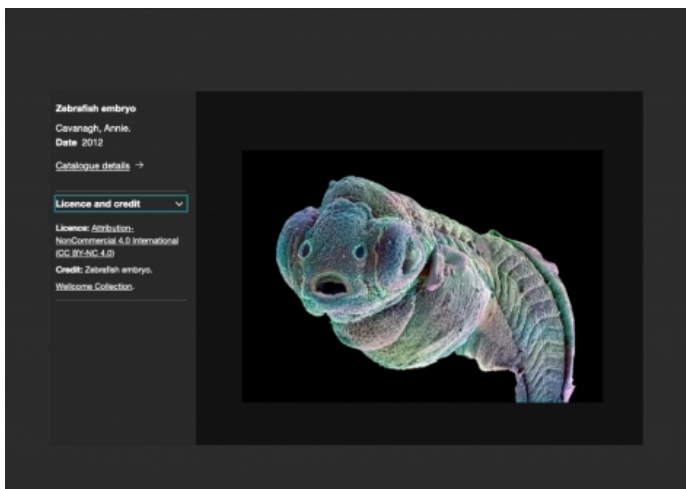 Zebrafish embryo
Cavanagh, Annie.
Date 2012
Catalogue details →
Licence and credit
Licence: Attribution-
NonCommercial 4.0 International
(CC BY-NC 4.0)
Credit: Zebrafish embryo.
Wellcome Collection.